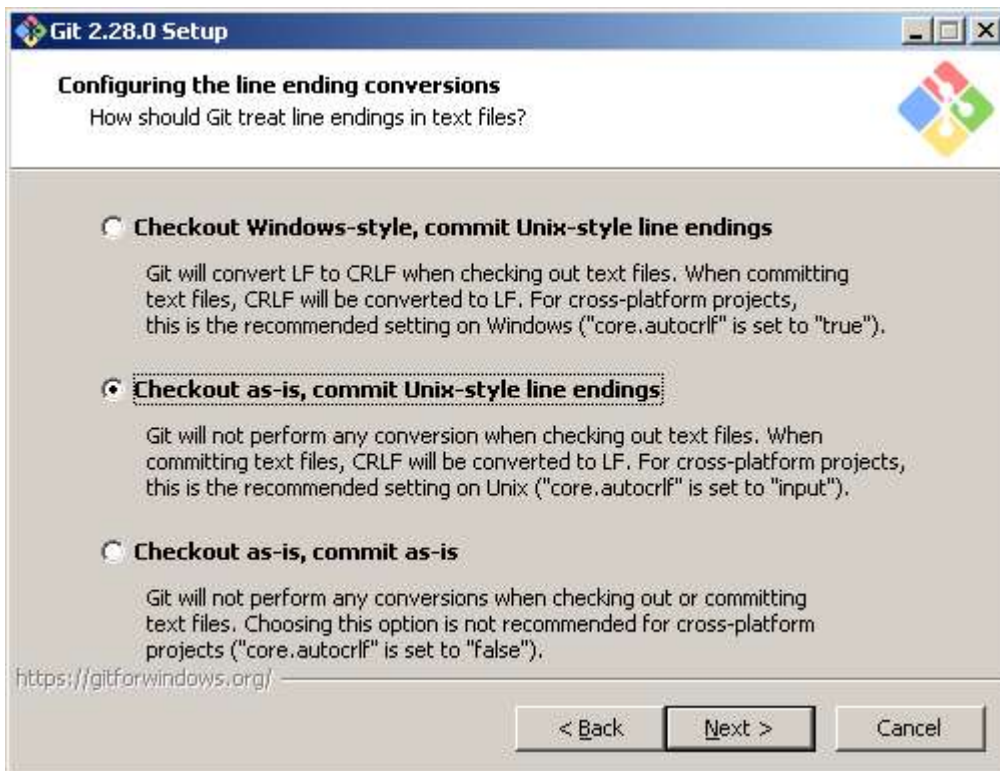 Git 2.28.0 Setup
Configuring the line ending conversions
How should Git treat line endings in text files?
Checkout Windows-style, commit Unix-style line endings
Git will convert LF to CRLF when checking out text files. When committing
text files, CRLF will be converted to LF. For cross-platform projects,
this is the recommended setting on Windows ("core.autocrlf" is set to "true").
Checkout as-is, commit Unix-style line endings
Git will not perform any conversion when checking out text files. When
committing text files, CRLF will be converted to LF. For cross-platform projects,
this is the recommended setting on Unix ("core.autocrlf" is set to "input").
Checkout as-is, commit as-is
Git will not perform any conversions when checking out or committing
text files. Choosing this option is not recommended for cross-platform
projects ("core.autocrlf" is set to "false").
https://gitforwindows.org/
< Back
Next >
Cancel